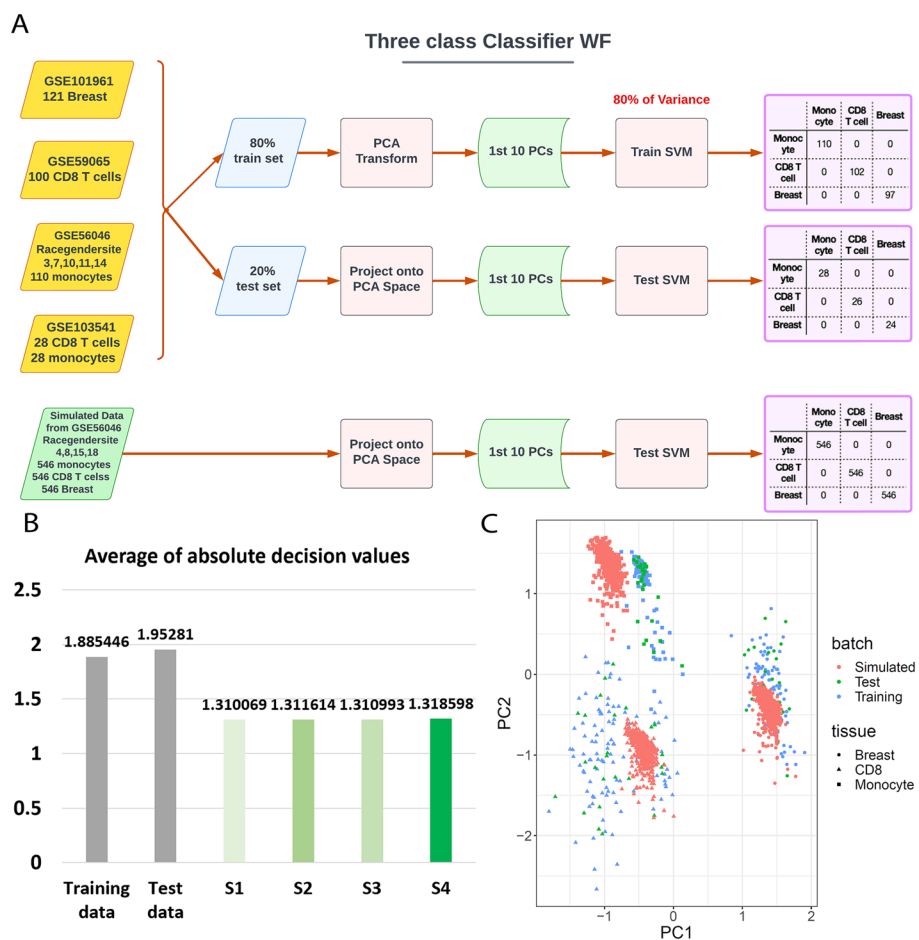 A
Three class Classifier WF
GSE101961
121 Breast
GSE59065
100 CD8 T cells
GSE56046
Racegendersite
3,7,10,11,14
110 monocytes
GSE103541
28 CD8 T cells
28 monocytes
80%
train set
PCA
Transform
1st 10 PCs
80% of Variance
Train SVM
Mono
cyte
CD8
T cell
Breast
Monoc
yte
110 0 0
CD8 T
cell
0 102 0
Breast
0 0 97
20%
test set
Project onto
PCA Space
1st 10 PCs
Test SVM
Mono
cyte
CD8
T cell
Breast
Monoc
yte
28 0 0
CD8 T
cell
0 26 0
Breast
0 0 24
Simulated Data
from GSE56046
Racegendersite
4,8,15,18
546 monocytes
546 CD8 T celss
546 Breast
Project onto
PCA Space
1st 10 PCs
Test SVM
Mono
cyte
CD8
T cell
Breast
Monoc
yte
546 0 0
CD8 T
cell
0 546 0
Breast
0 0 546
B
Average of absolute decision values
2.5
2
1.5
1
0.5
0
1.885446
1.95281
1.310069
1.311614
1.310993
1.318598
Training
data
Test
data
S1
S2
S3
S4
C
PC2
1
0
−1
−2
−1
0
1
2
PC1
batch
Simulated
Test
Training
tissue
Breast
CD8
Monocyte